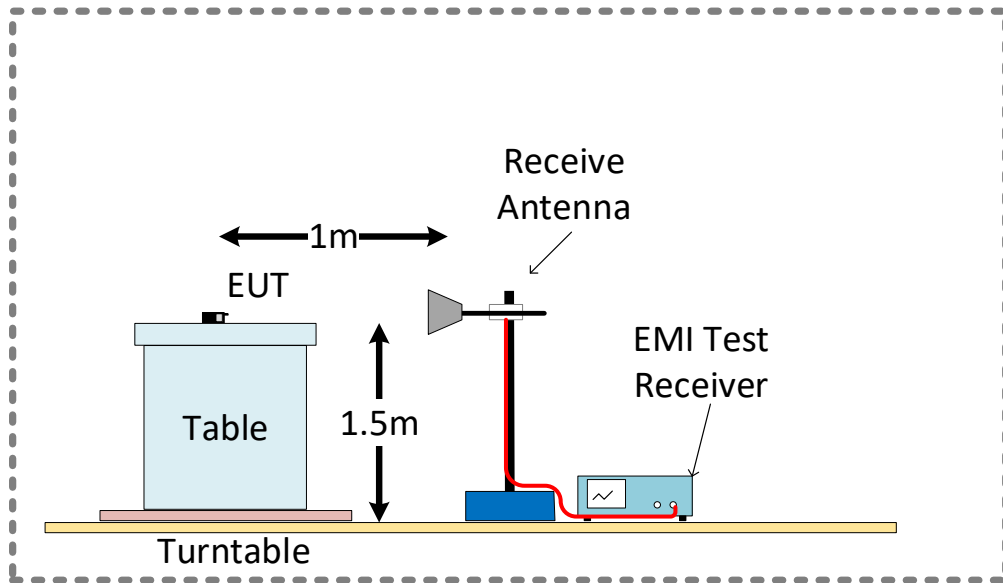 Receive
Antenna
1m
EUT
EMI Test
Receiver
Table
1.5m
Turntable